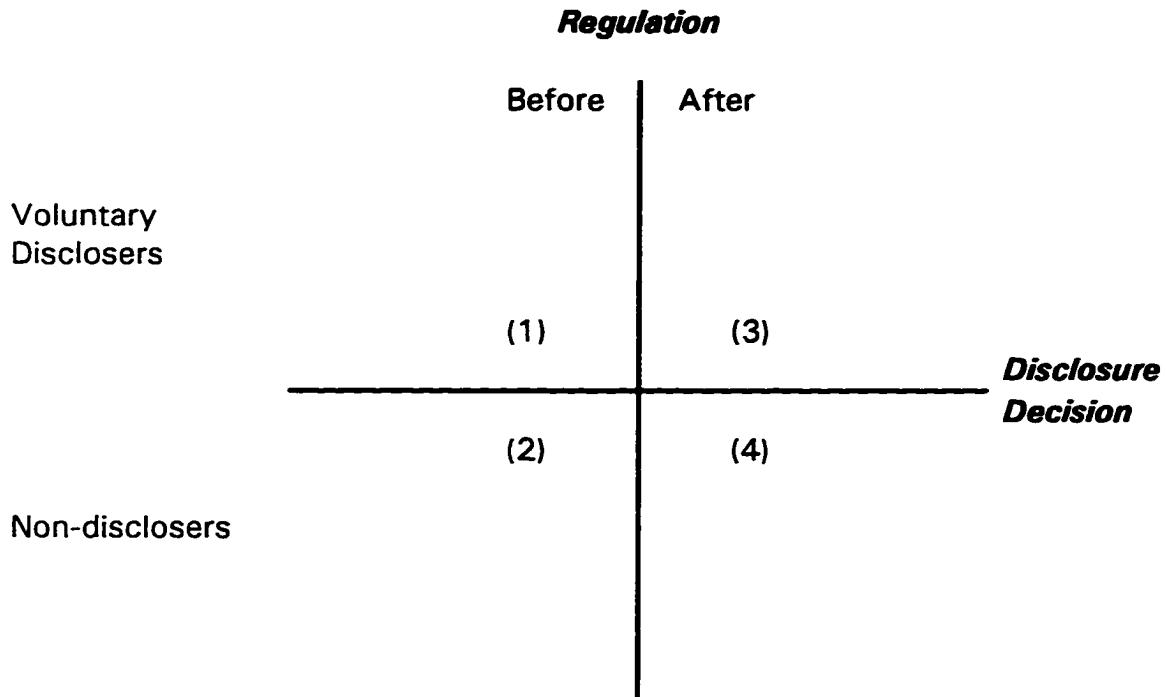 Regulation
Before After
Voluntary
Disclosers
(1) (3)
Disclosure
Decision
(2) (4)
Non-disclosers